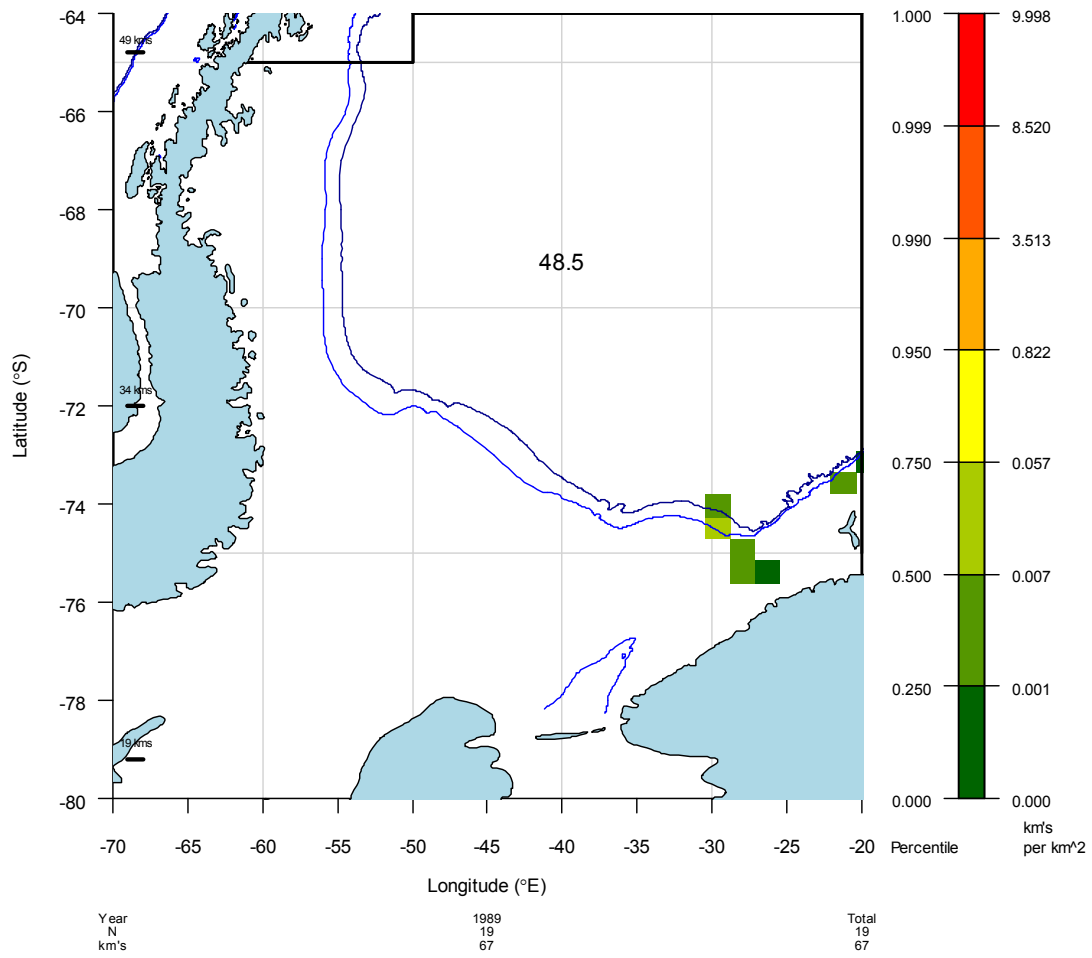 -64
-66
-68
-70
-72
-74
-76
-78
-80
Latitude (°S)
49 kms
34 kms
19 kms
48.5
-70 -65 -60 -55 -50 -45 -40 -35 -30 -25 -20
Longitude (°E)
1.000 9.998
0.999 8.520
0.990 3.513
0.950 0.822
0.750 0.057
0.500 0.007
0.250 0.001
0.000 0.000
Percentile
km's
per km^2
Year 1989 Total
N 19 19
km's 67 67